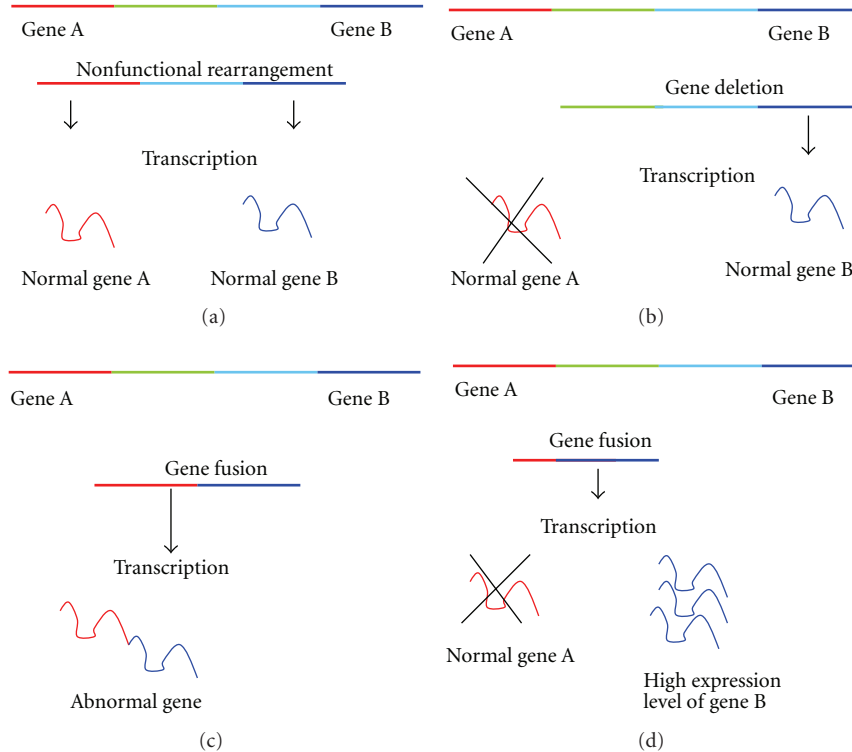 Gene A Gene B
Nonfunctional rearrangement
Transcription
Normal gene A Normal gene B
(a)
Gene A Gene B
Gene deletion
Transcription
Normal gene A
Normal gene B
(b)
Gene A Gene B
Gene fusion
Transcription
Abnormal gene
(c)
Gene A Gene B
Gene fusion
Transcription
Normal gene A
High expression
level of gene B
(d)